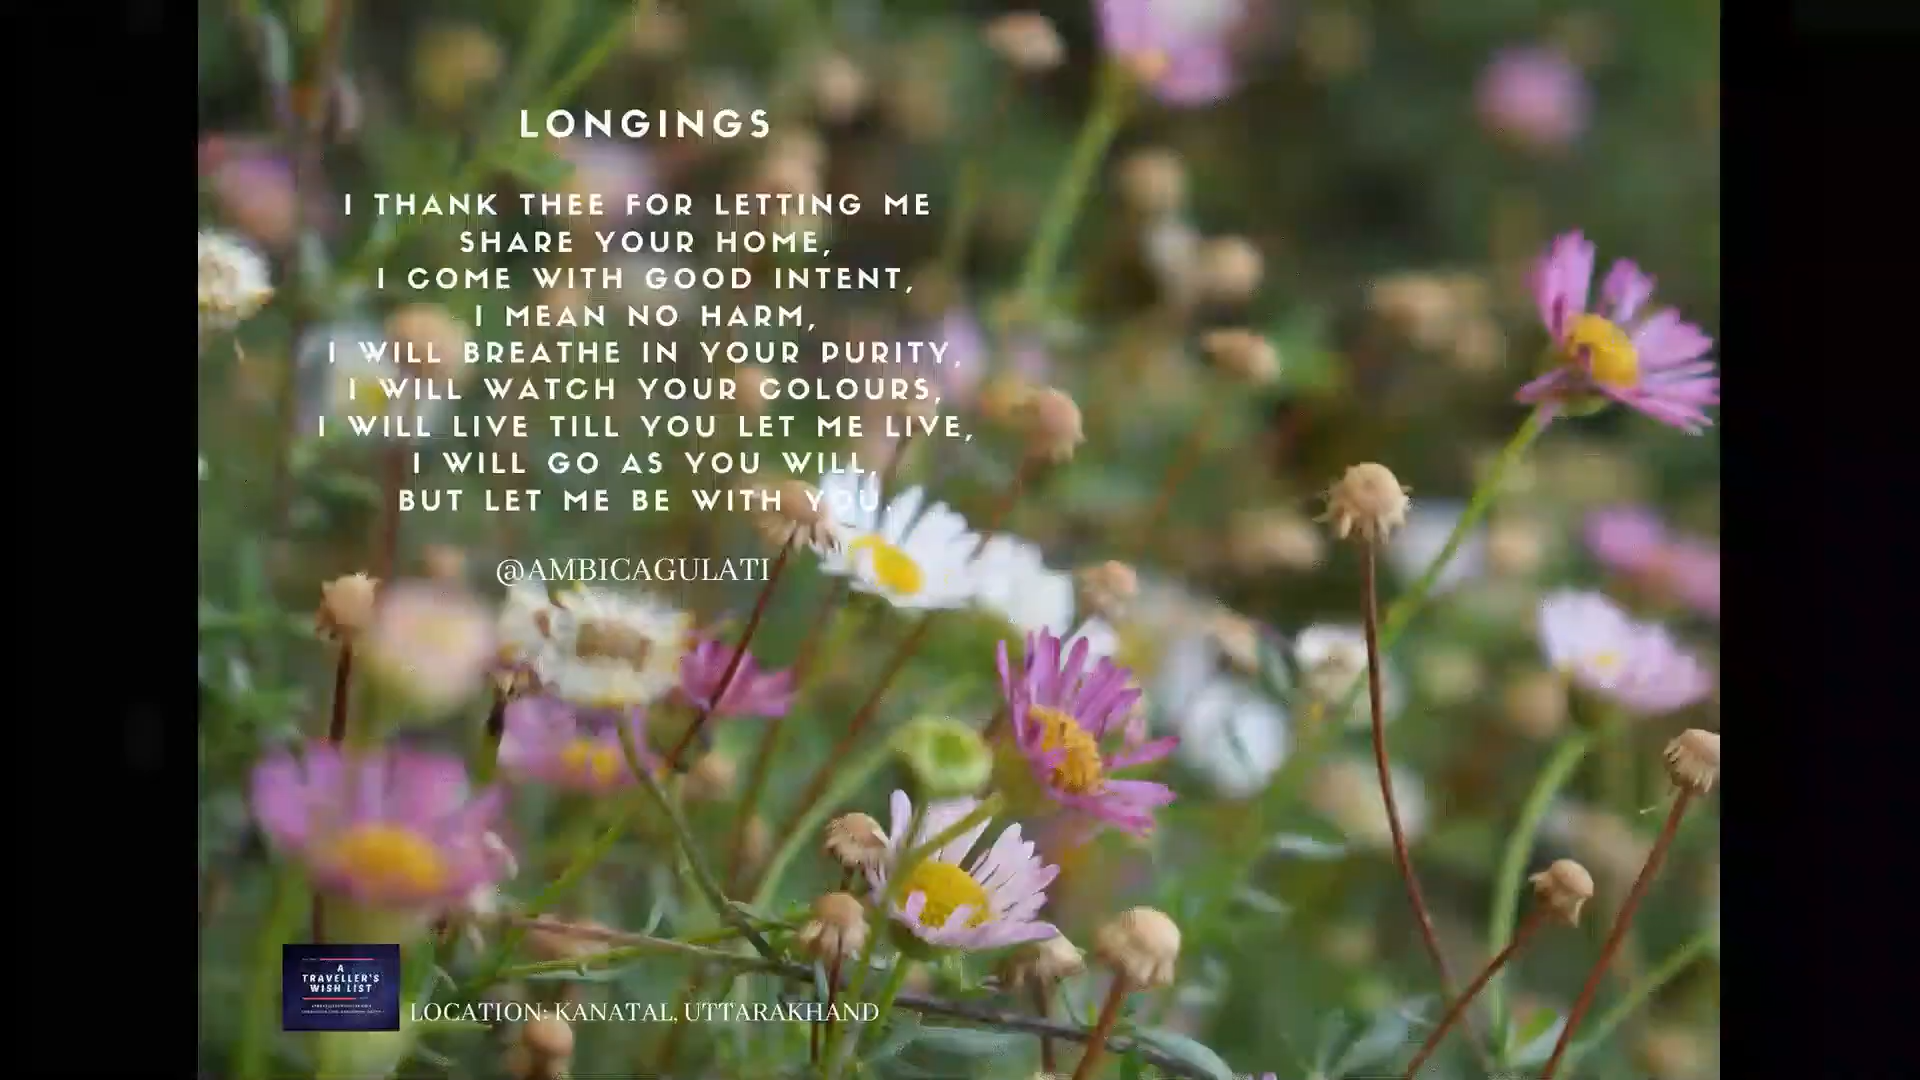 LONGINGS
I THANK THEE FOR LETTING ME
SHARE YOUR HOME,
I COME WITH GOOD INTENT,
I MEAN NO HARM,
I WILL BREATHE IN YOUR PURITY,
I WILL WATCH YOUR COLOURS,
I WILL LIVE TILL YOU LET ME LIVE,
I WILL GO AS YOU WILL,
BUT LET ME BE WITH YOU.
@AMBICAGULATI
A
TRAVELLER'S
WISH LIST
LOCATION: KANATAL, UTTARAKHAND